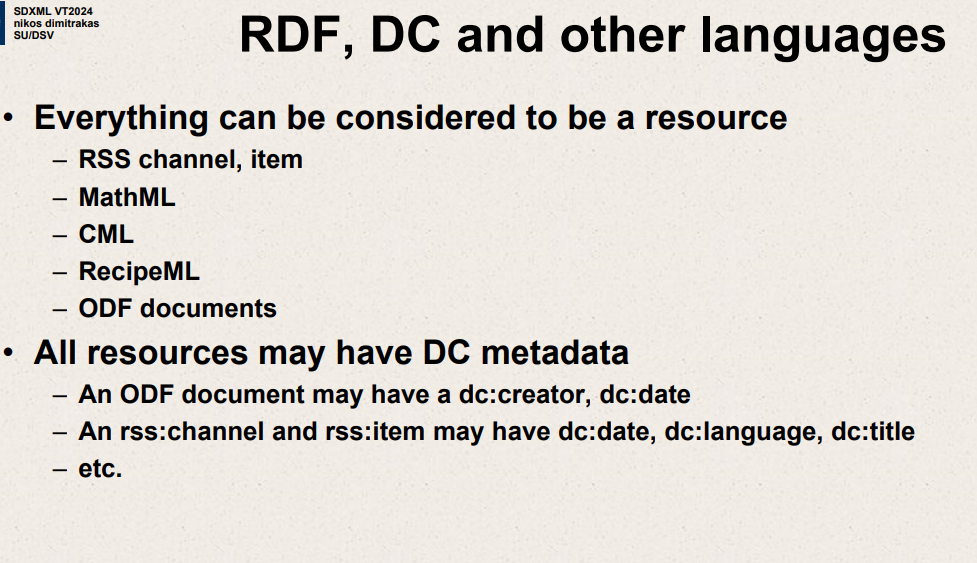 SDXML VT2024
nikos dimitrakas
SU/DSV
RDF, DC and other languages
• Everything can be considered to be a resource
– RSS channel, item
– MathML
– CML
– RecipeML
– ODF documents
• All resources may have DC metadata
– An ODF document may have a dc:creator, dc:date
– An rss:channel and rss:item may have dc:date, dc:language, dc:title
– etc.